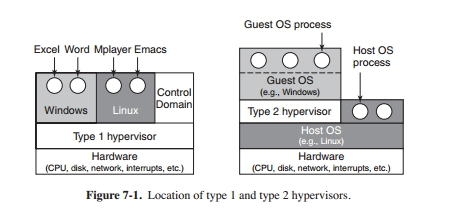 Excel Word Mplayer Emacs
Windows
Linux
Control
Domain
Type 1 hypervisor
Hardware
(CPU, disk, network, interrupts, etc.)
Guest OS process
Host OS
process
Guest OS
(e.g., Windows)
Type 2 hypervisor
Host OS
(e.g., Linux)
Hardware
(CPU, disk, network, interrupts, etc.)
Figure 7-1. Location of type 1 and type 2 hypervisors.